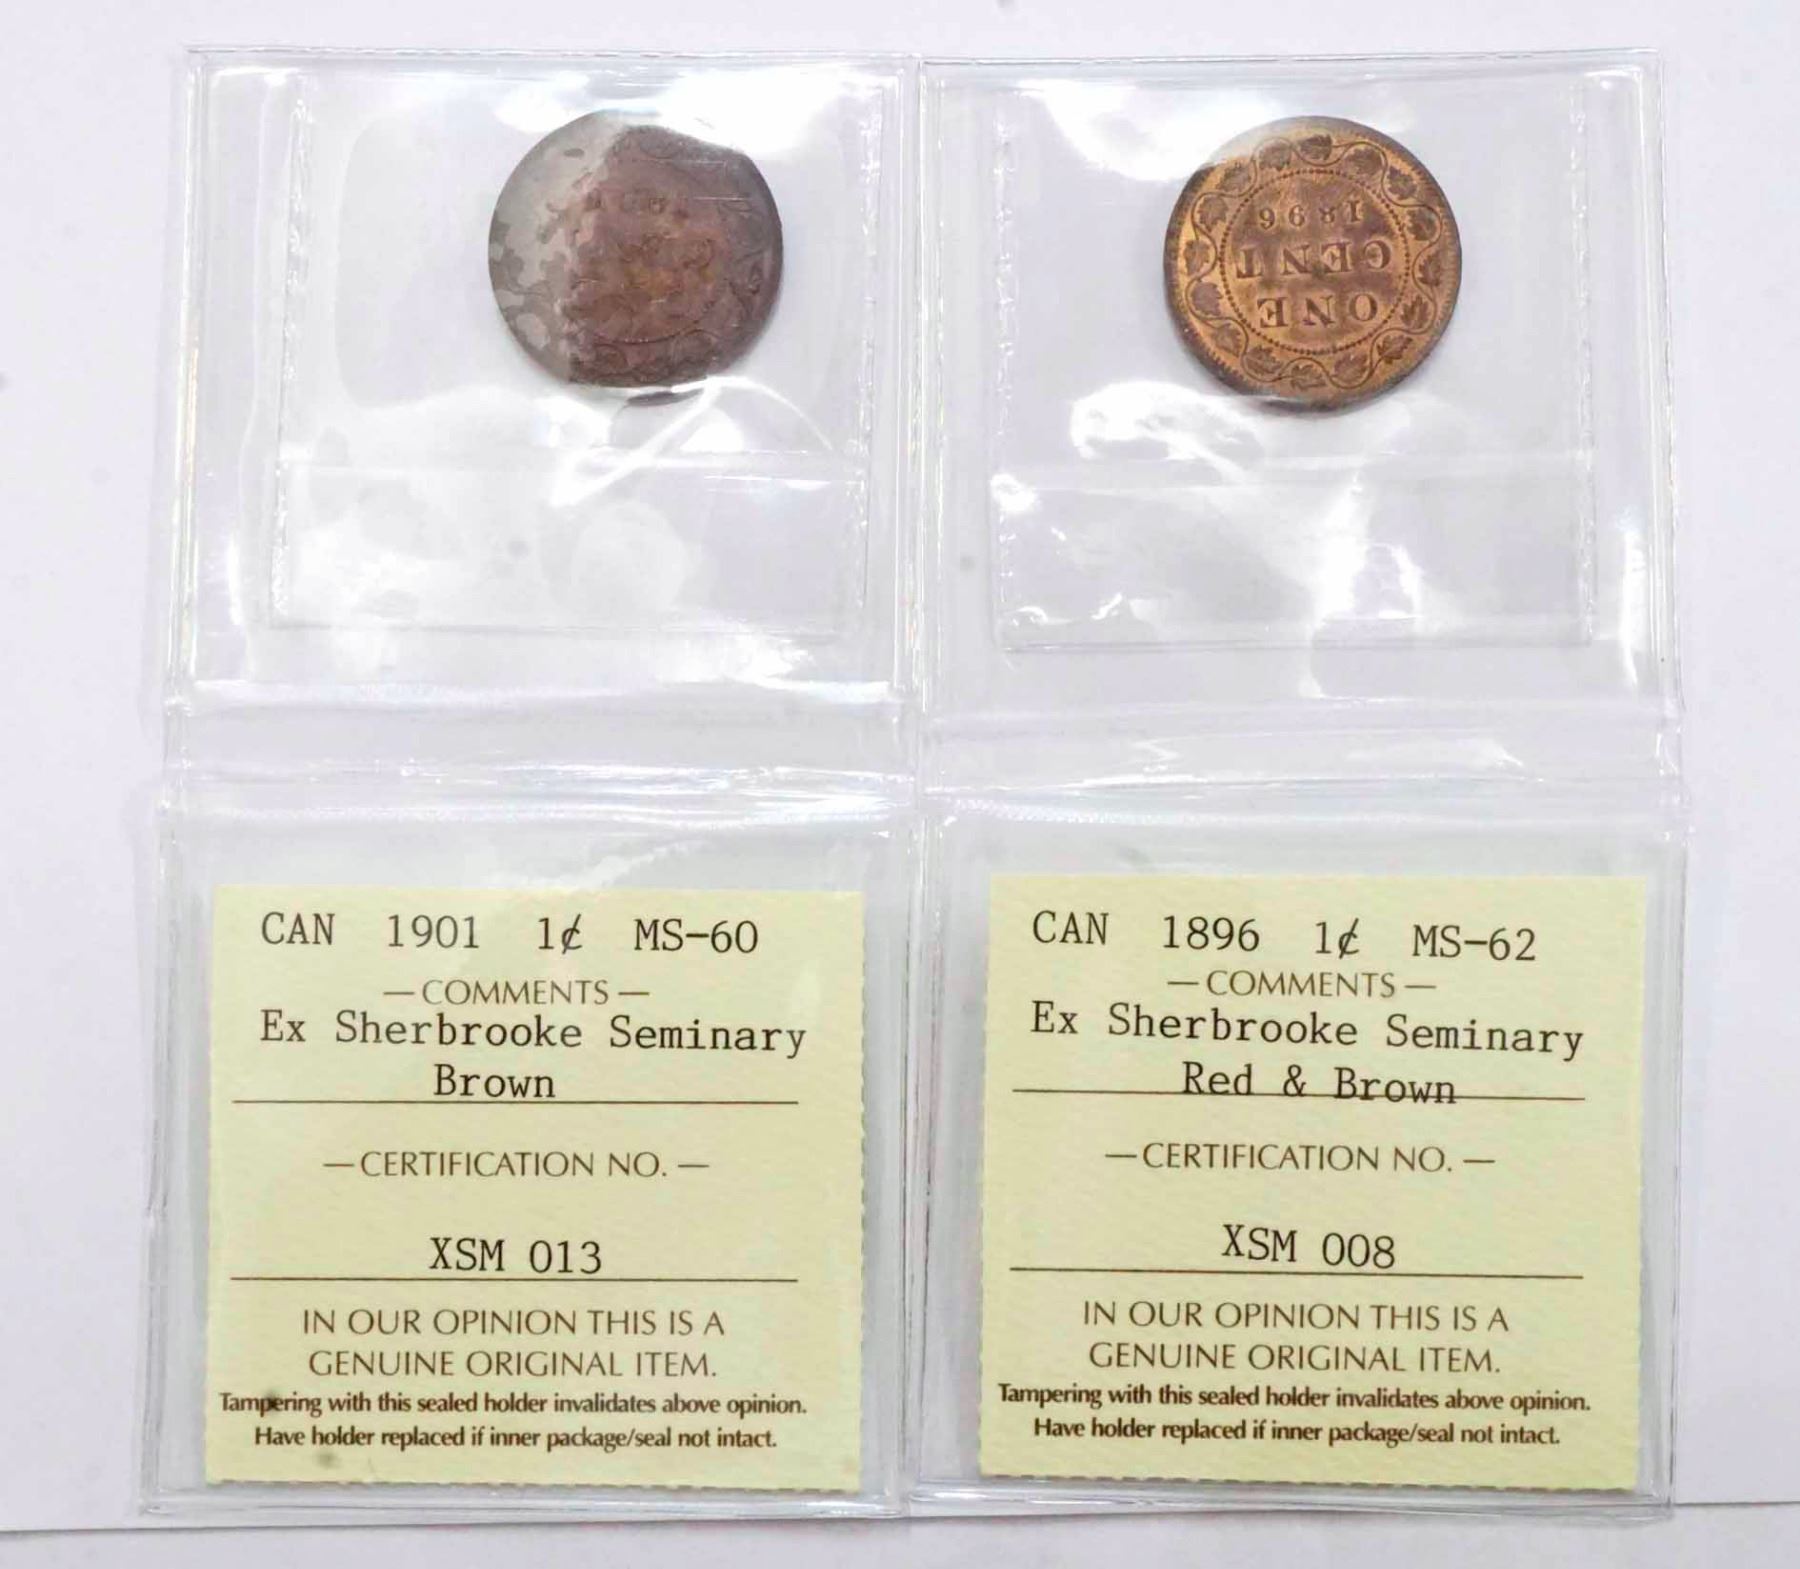 1896
CENT
ONE
CAN 1901 1¢ MS-60
— COMMENTS —
Ex Sherbrooke Seminary
Brown
— CERTIFICATION NO. —
XSM 013
IN OUR OPINION THIS IS A
GENUINE ORIGINAL ITEM.
Tampering with this sealed holder invalidates above opinion.
Have holder replaced if inner package/seal not intact.
CAN 1896 1¢ MS-62
— COMMENTS —
Ex Sherbrooke Seminary
Red & Brown
— CERTIFICATION NO. —
XSM 008
IN OUR OPINION THIS IS A
GENUINE ORIGINAL ITEM.
Tampering with this sealed holder invalidates above opinion.
Have holder replaced if inner package/seal not intact.